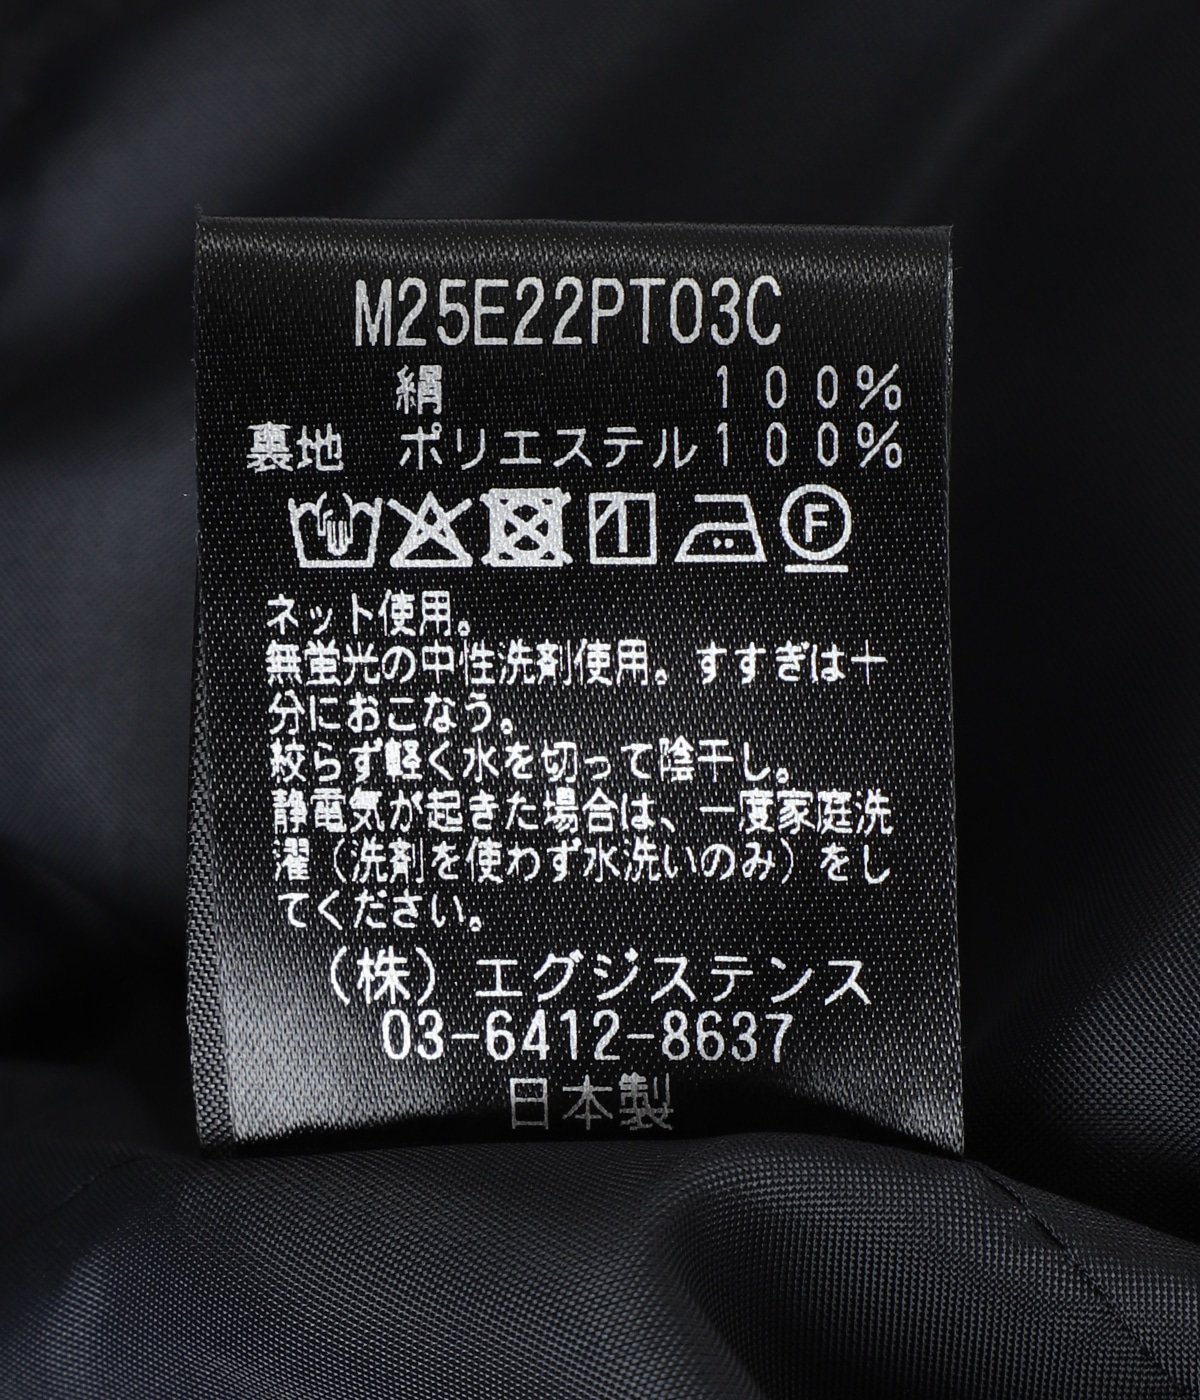 M25E22PT03C
絹 100%
裏地 ポリエステル100%
F
ネット使用。
無蛍光の中性洗剤使用。すすぎは十
分におこなう。
絞らず軽く水を切って陰干し。
静電気が起きた場合は、一度家庭洗
濯(洗剤を使わず水洗いのみ)をし
てください。
(株)エグジステンス
03-6412-8637
日本製